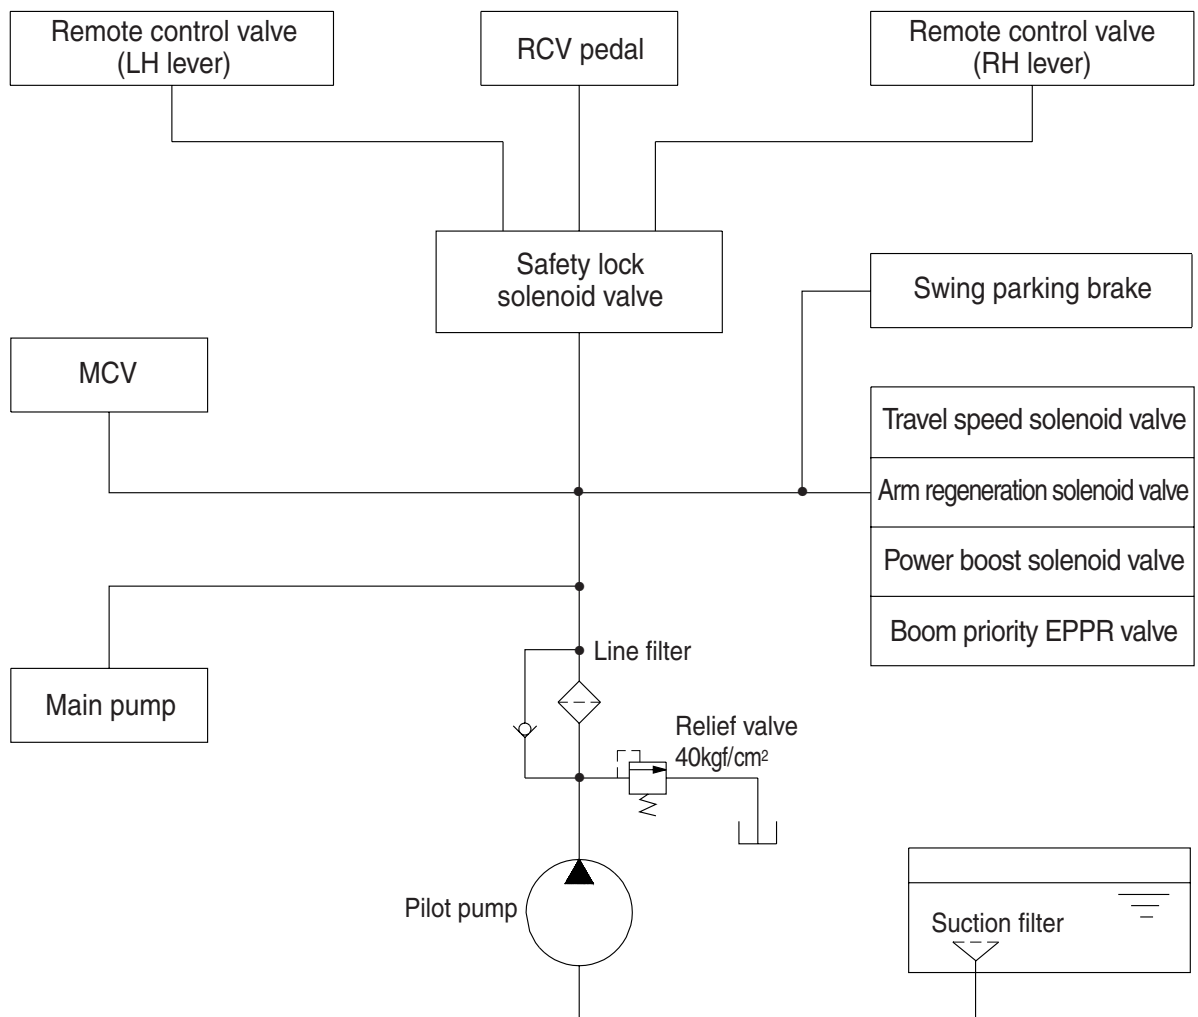 Remote control valve
(LH lever)
RCV pedal
Remote control valve
(RH lever)
Safety lock
solenoid valve
Swing parking brake
MCV
Travel speed solenoid valve
Arm regeneration solenoid valve
Power boost solenoid valve
Boom priority EPPR valve
Line filter
Main pump
Relief valve
40kgf/cm²
Pilot pump
Suction filter